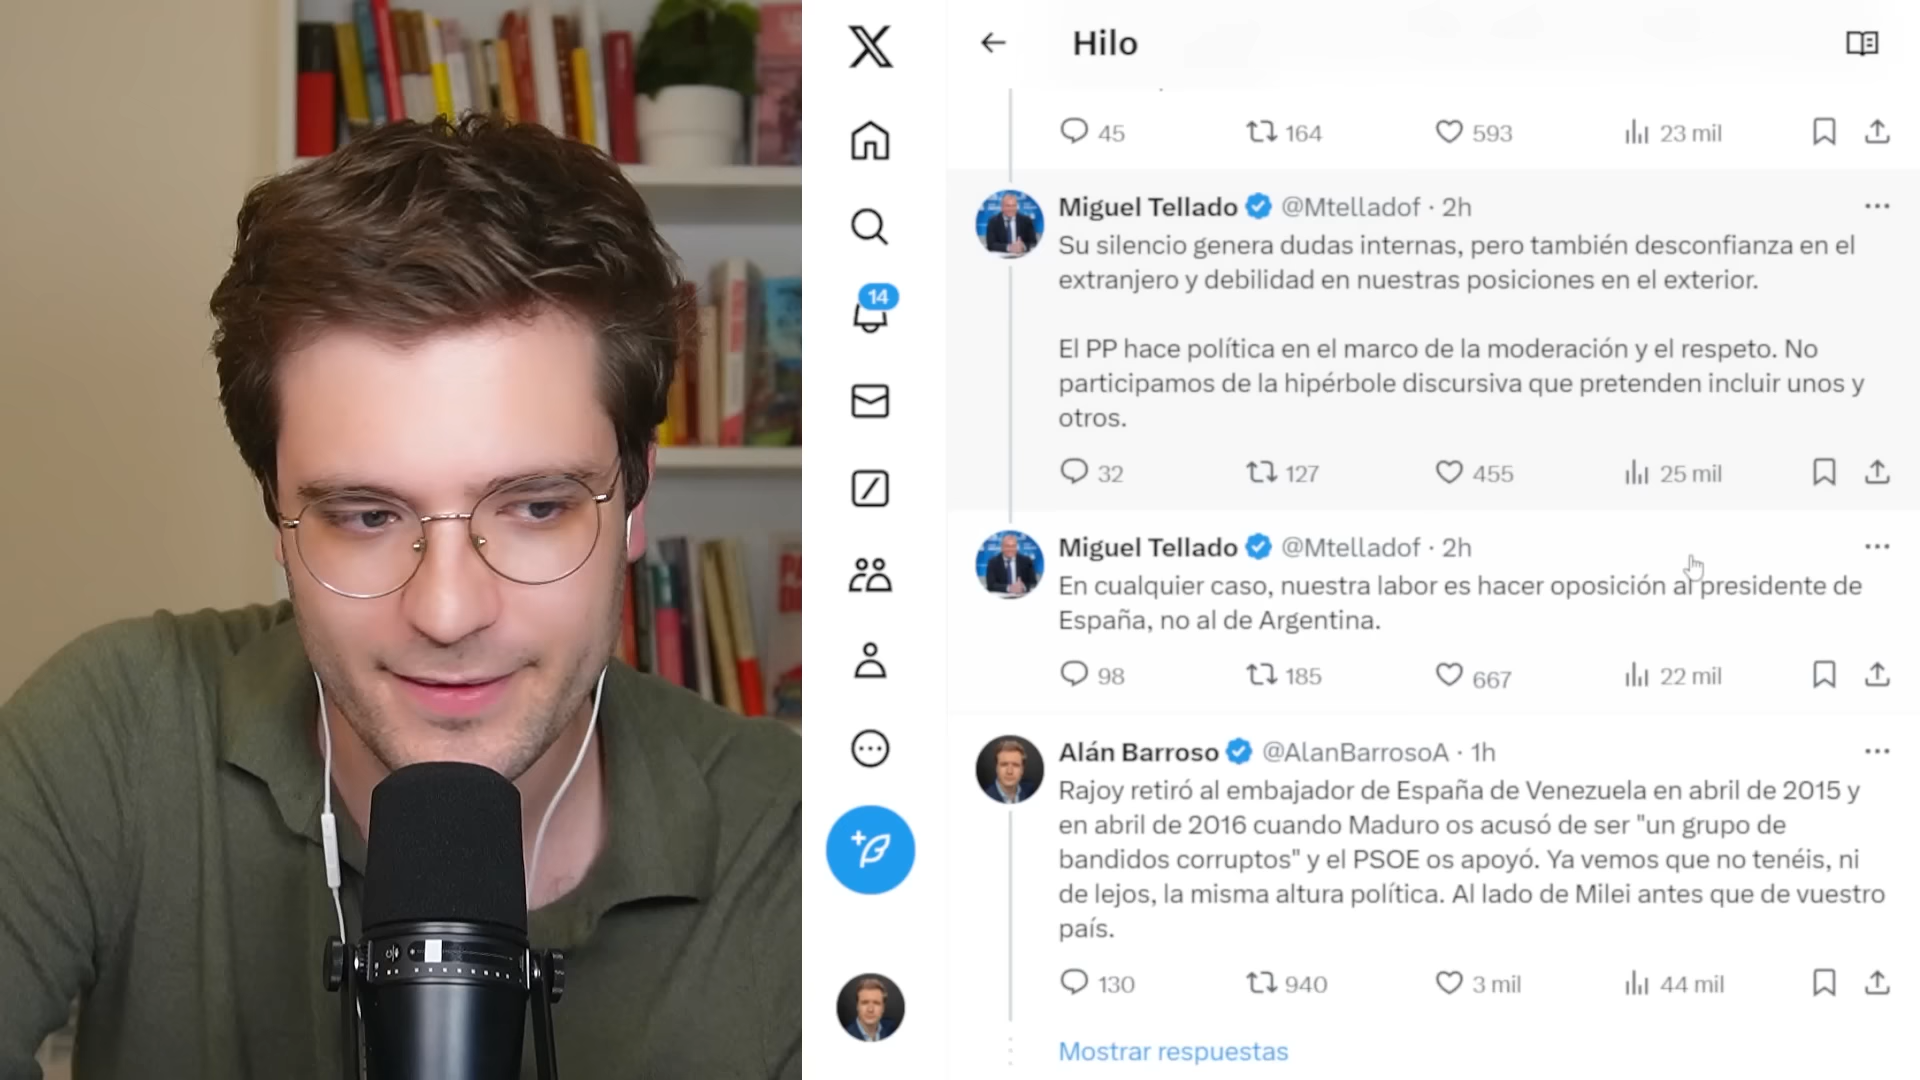 Hilo
45 164 593 23 mil
Miguel Tellado @Mtelladof · 2h
Su silencio genera dudas internas, pero también desconfianza en el
extranjero y debilidad en nuestras posiciones en el exterior.
El PP hace política en el marco de la moderación y el respeto. No
participamos de la hipérbole discursiva que pretenden incluir unos y
otros.
32 127 455 25 mil
14
Miguel Tellado @Mtelladof · 2h
En cualquier caso, nuestra labor es hacer oposición al presidente de
España, no al de Argentina.
98 185 667 22 mil
Alán Barroso @AlanBarrosoA · 1h
Rajoy retiró al embajador de España de Venezuela en abril de 2015 y
en abril de 2016 cuando Maduro os acusó de ser "un grupo de
bandidos corruptos" y el PSOE os apoyó. Ya vemos que no tenéis, ni
de lejos, la misma altura política. Al lado de Milei antes que de vuestro
país.
130 940 3 mil 44 mil
Mostrar respuestas